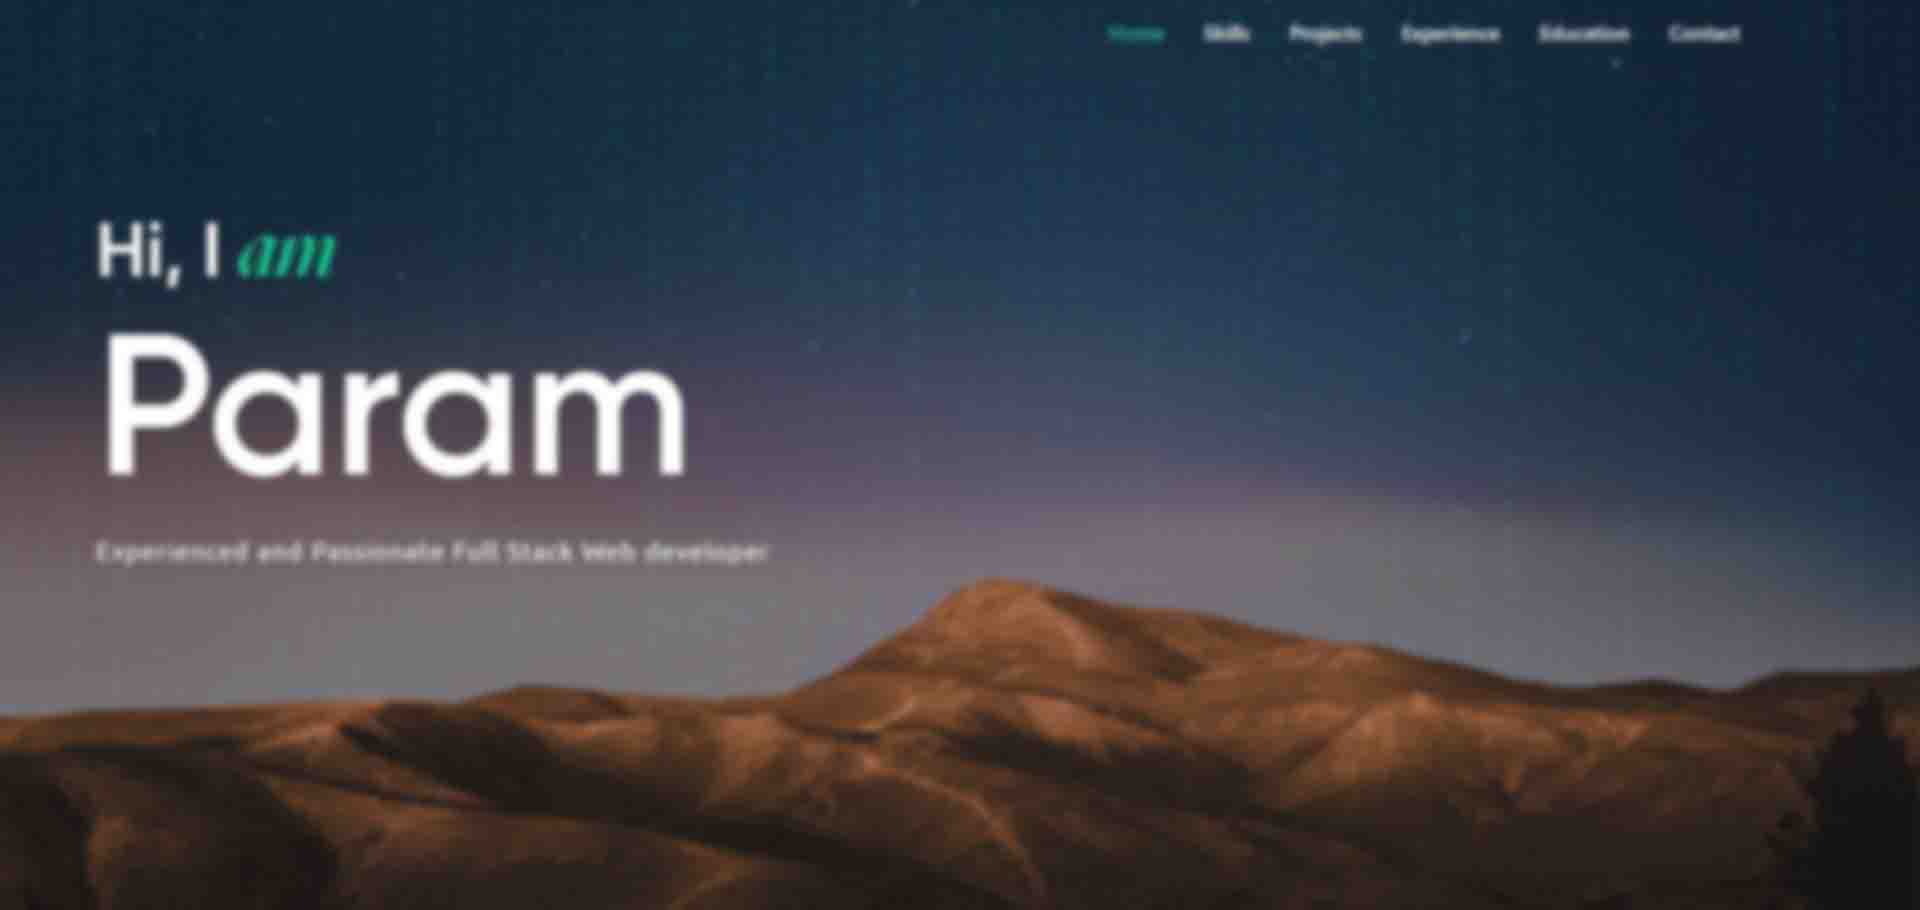 Home Skills Projects Experience Education Contact
Hi, I am
Param
Experienced and Passionate Full Stack Web developer